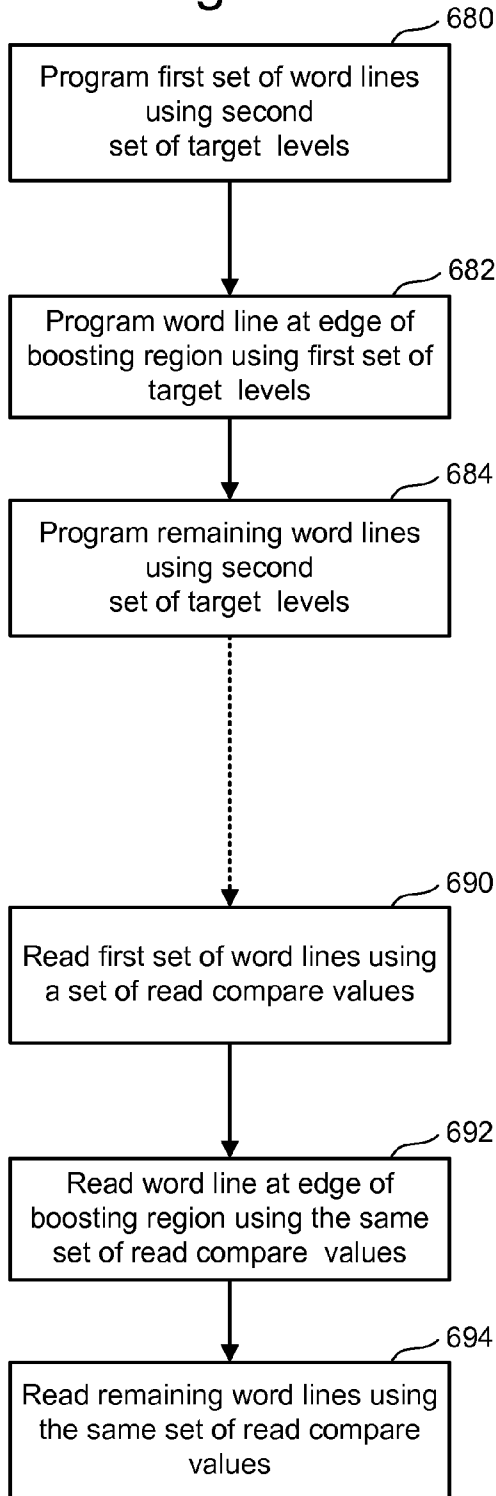 680
Program first set of word lines
using second
set of target levels
682
Program word line at edge of
boosting region using first set of
target levels
684
Program remaining word lines
using second
set of target levels
690
Read first set of word lines using
a set of read compare values
692
Read word line at edge of
boosting region using the same
set of read compare values
694
Read remaining word lines using
the same set of read compare
values